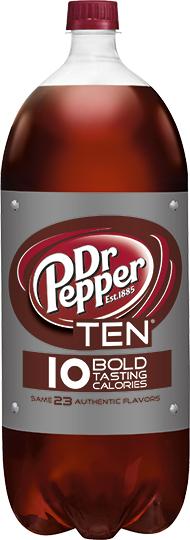 Dr
Pepper
Est.1885
TEN®
10 BOLD
TASTING
CALORIES
SAME 23 AUTHENTIC FLAVORS